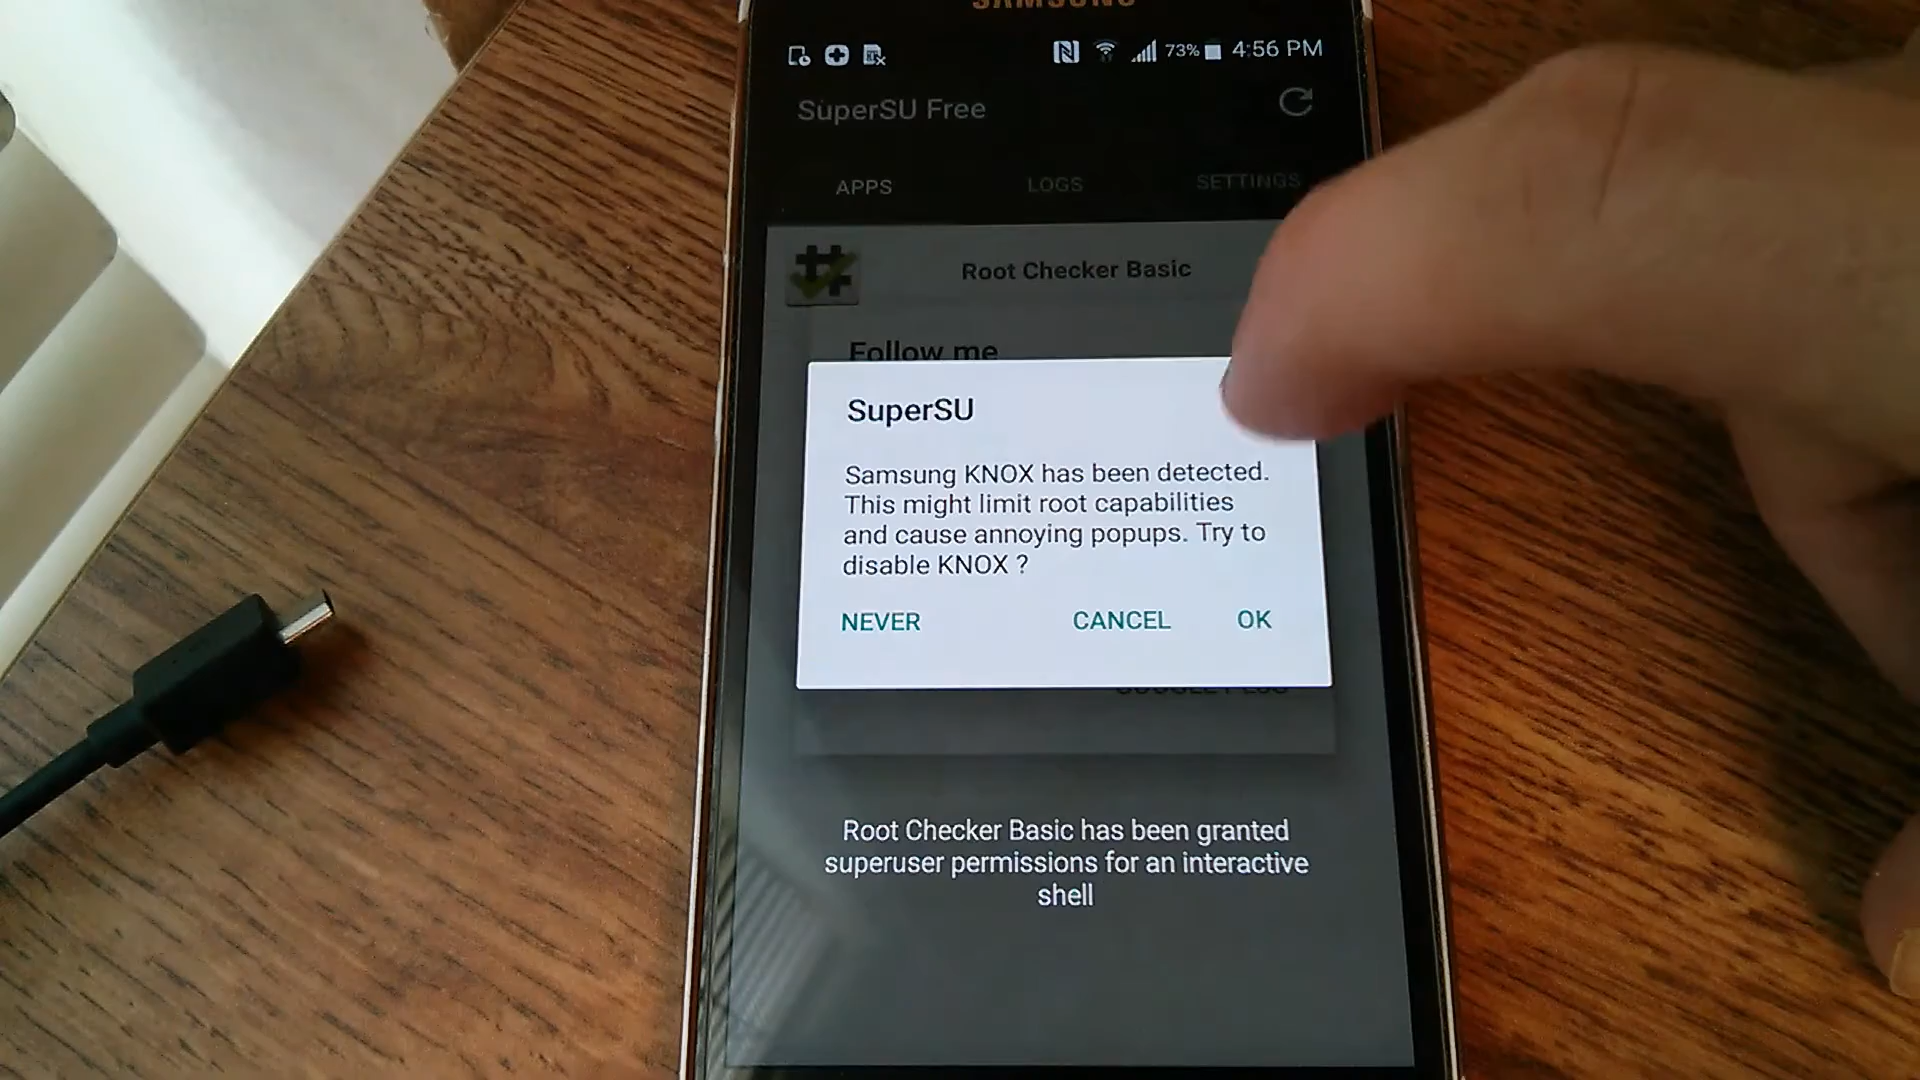 SAMSUNG
73% 4:56 PM
SuperSU Free
APPS LOGS SETTINGS
Root Checker Basic
Follow me
SuperSU
Samsung KNOX has been detected.
This might limit root capabilities
and cause annoying popups. Try to
disable KNOX ?
NEVER CANCEL OK
Root Checker Basic has been granted
superuser permissions for an interactive
shell